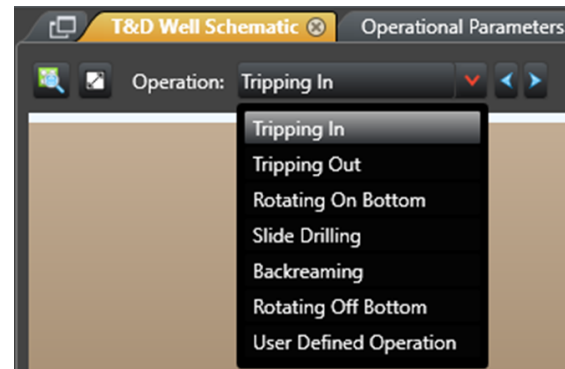 T&D Well Schematic Operational Parameters
Operation: Tripping In
Tripping In
Tripping Out
Rotating On Bottom
Slide Drilling
Backreaming
Rotating Off Bottom
User Defined Operation